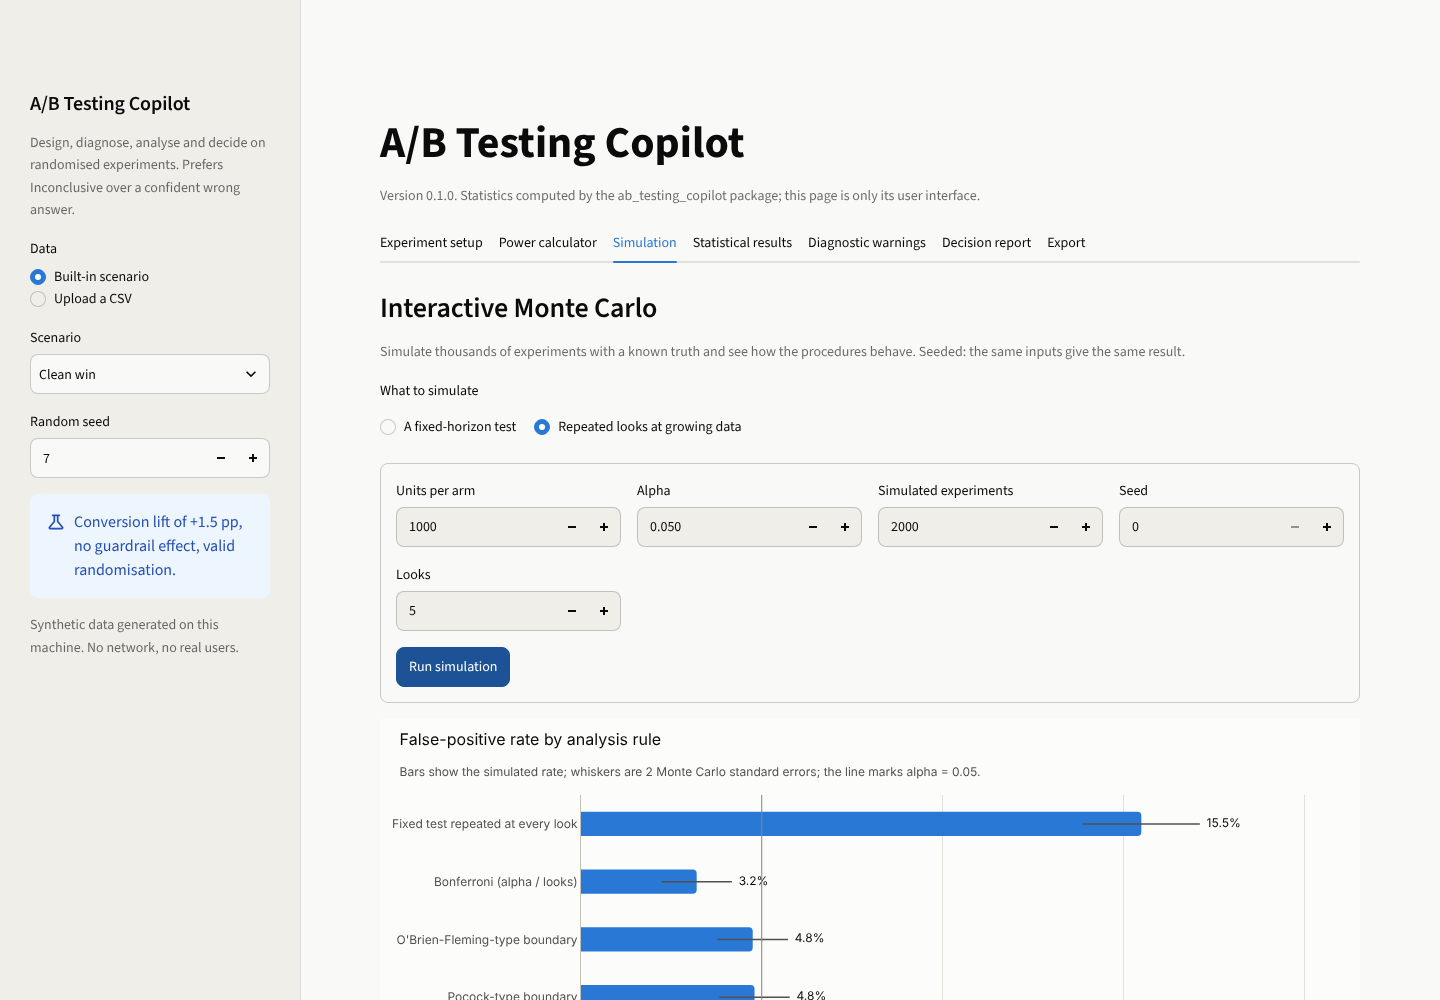 A/B Testing Copilot
Design, diagnose, analyse and decide on
randomised experiments. Prefers
Inconclusive over a confident wrong
answer.
Data
Built-in scenario
Upload a CSV
Scenario
Clean win
Random seed
7
Conversion lift of +1.5 pp,
no guardrail effect, valid
randomisation.
Synthetic data generated on this
machine. No network, no real users.
A/B Testing Copilot
Version 0.1.0. Statistics computed by the ab_testing_copilot package; this page is only its user interface.
Experiment setup Power calculator Simulation Statistical results Diagnostic warnings Decision report Export
Interactive Monte Carlo
Simulate thousands of experiments with a known truth and see how the procedures behave. Seeded: the same inputs give the same result.
What to simulate
A fixed-horizon test Repeated looks at growing data
Units per arm Alpha Simulated experiments Seed
1000 0.050 2000 0
Looks
5
Run simulation
False-positive rate by analysis rule
Bars show the simulated rate; whiskers are 2 Monte Carlo standard errors; the line marks alpha = 0.05.
Fixed test repeated at every look 15.5%
Bonferroni (alpha / looks) 3.2%
O'Brien-Fleming-type boundary 4.8%
Pocock-type boundary 4.8%